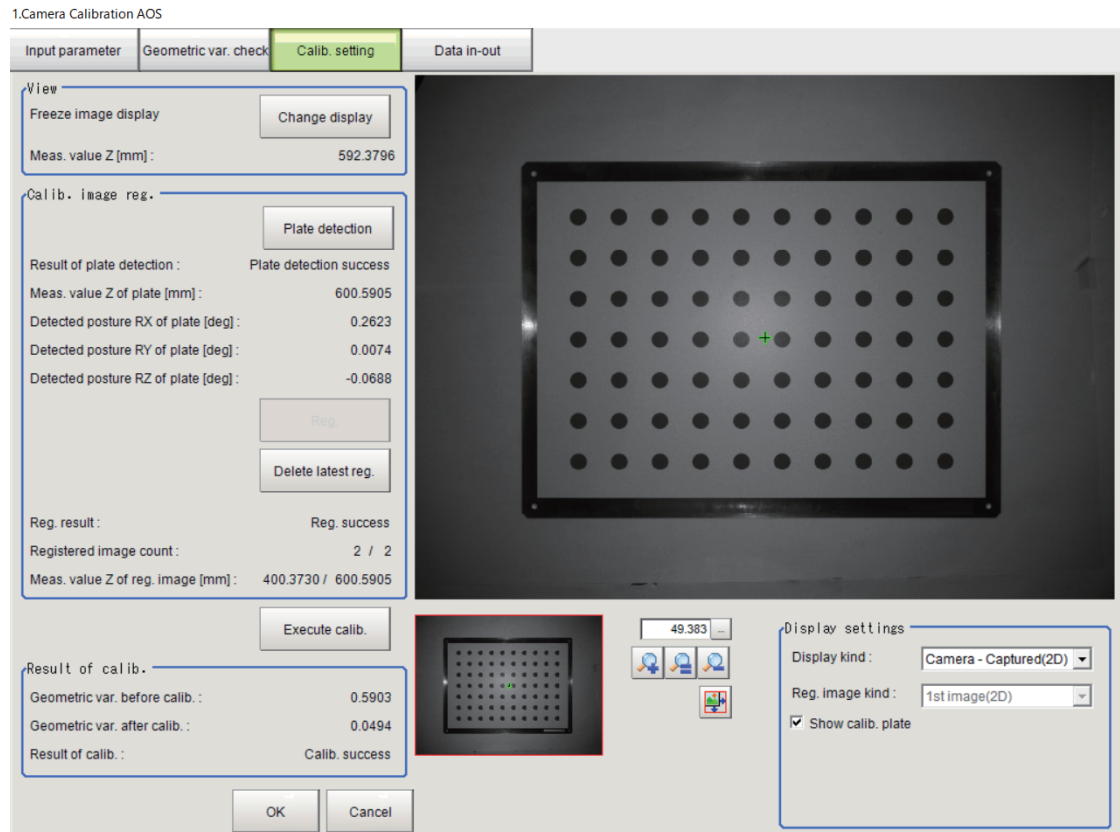 1.Camera Calibration AOS
Input parameter
Geometric var. check
Calib. setting
Data in-out
View
Freeze image display
Change display
Meas. value Z [mm] :
592.3796
Calib. image reg.
Plate detection
Result of plate detection :
Plate detection success
Meas. value Z of plate [mm] :
600.5905
Detected posture RX of plate [deg] :
0.2623
Detected posture RY of plate [deg] :
0.0074
Detected posture RZ of plate [deg] :
-0.0688
Reg.
Delete latest reg.
Reg. result :
Reg. success
Registered image count :
2 / 2
Meas. value Z of reg. image [mm] :
400.3730 / 600.5905
Execute calib.
Result of calib.
Geometric var. before calib. :
0.5903
Geometric var. after calib. :
0.0494
Result of calib. :
Calib. success
OK
Cancel
49.383
...
Display settings
Display kind :
Camera - Captured(2D)
Reg. image kind :
1st image(2D)
Show calib. plate